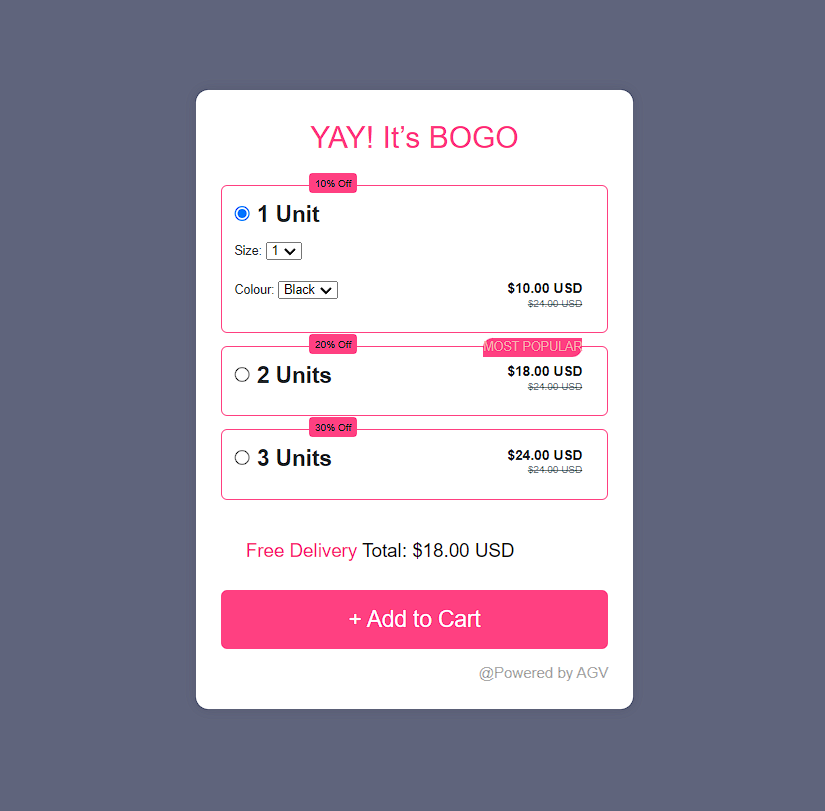 YAY! It’s BOGO
10% Off
1 Unit
Size: 1
Colour: Black
$10.00 USD
$24.00 USD
20% Off
MOST POPULAR
2 Units
$18.00 USD
$24.00 USD
30% Off
3 Units
$24.00 USD
$24.00 USD
Free Delivery Total: $18.00 USD
+ Add to Cart
@Powered by AGV